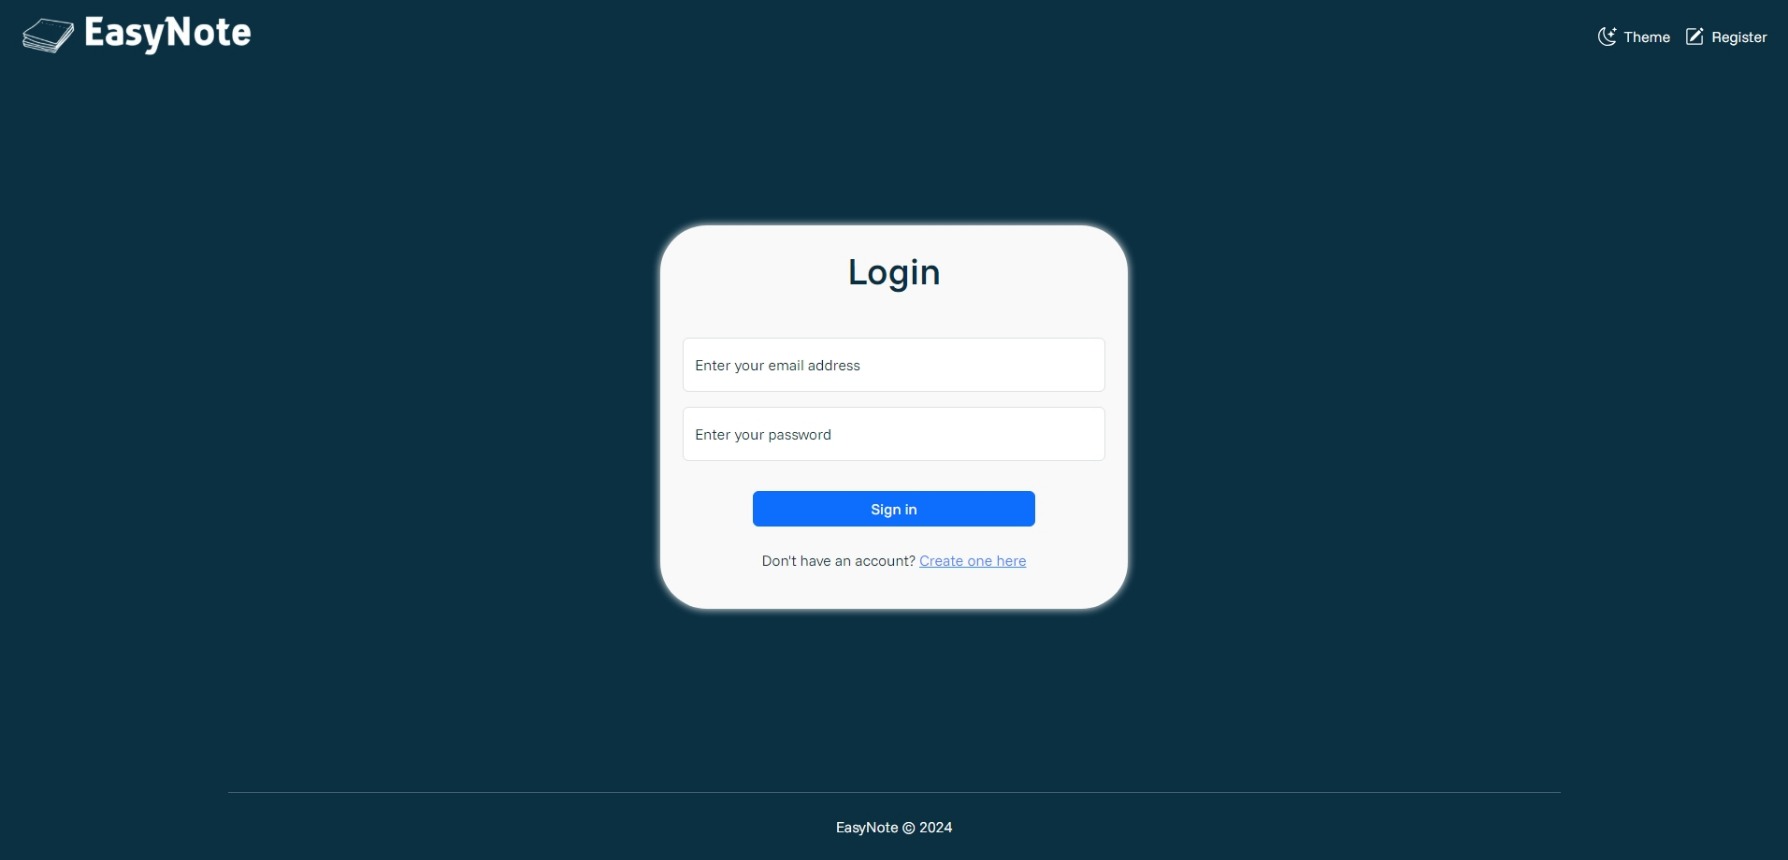 EasyNote
Theme
Register
Login
Enter your email address
Enter your password
Sign in
Don't have an account? Create one here
EasyNote © 2024